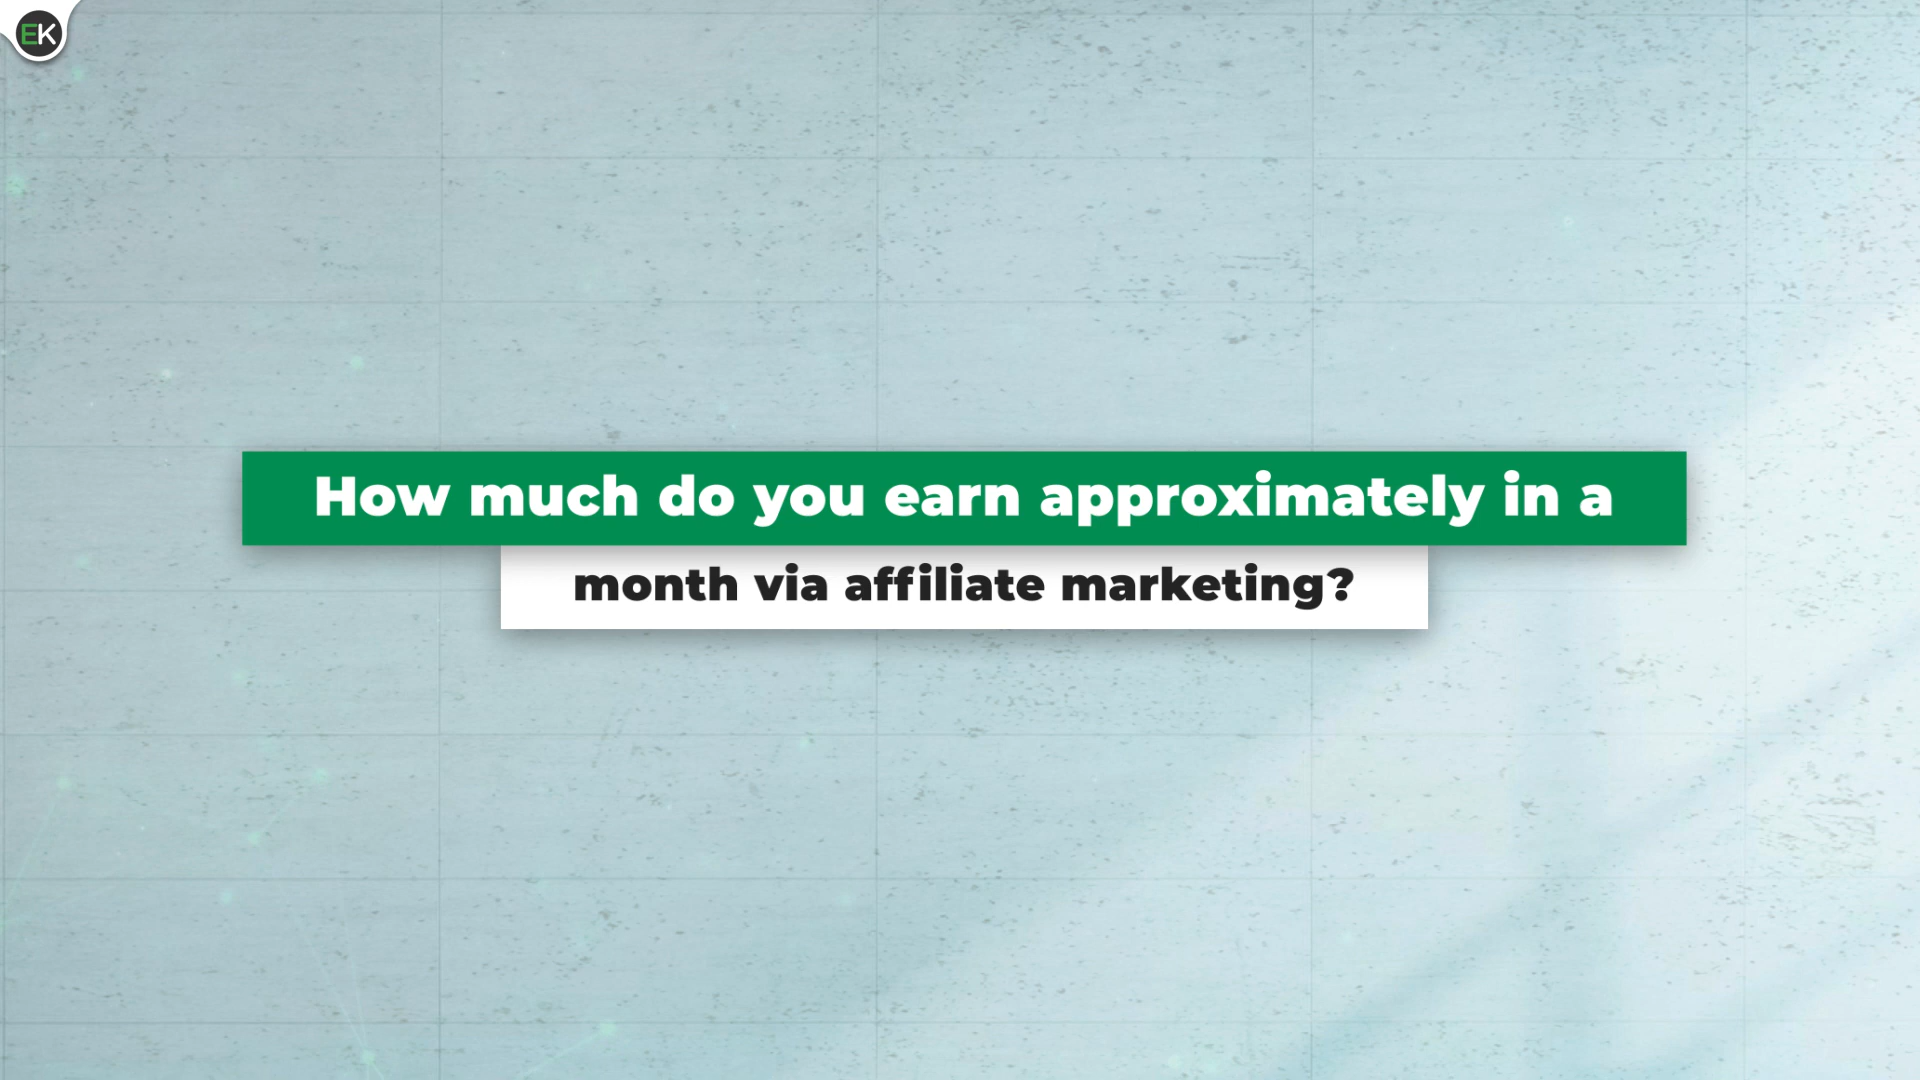 EK
How much do you earn approximately in a
month via affiliate marketing?